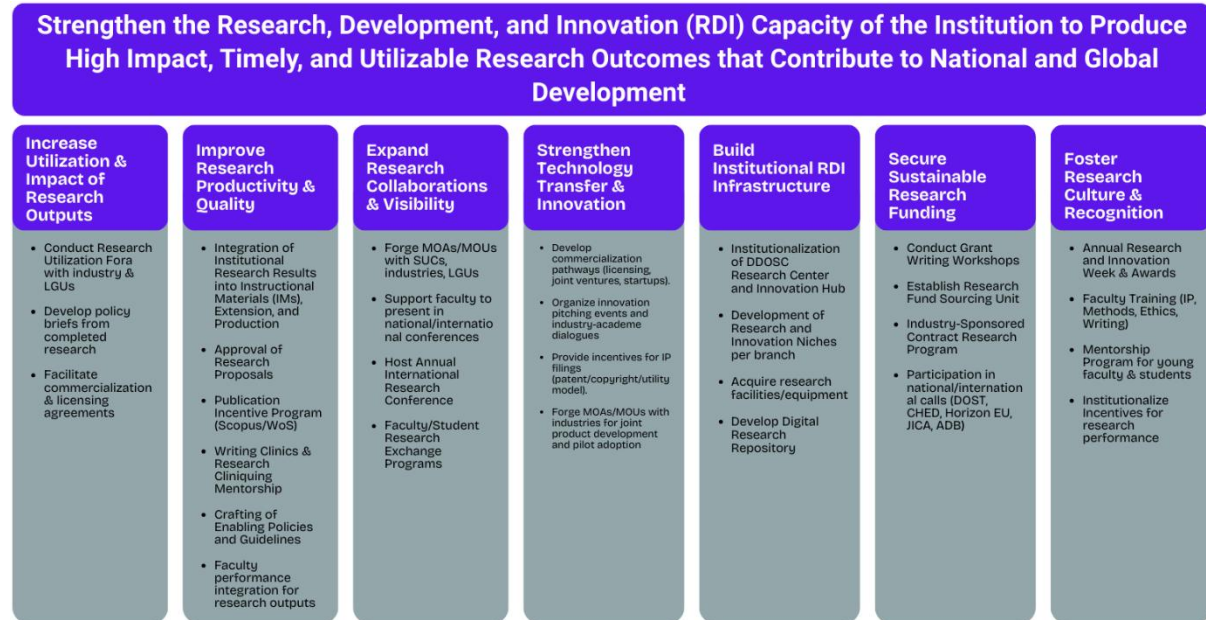 Strengthen the Research, Development, and Innovation (RDI) Capacity of the Institution to Produce
High Impact, Timely, and Utilizable Research Outcomes that Contribute to National and Global
Development
Increase
Utilization &
Impact of
Research
Outputs
• Conduct Research
Utilization Fora
with industry &
LGUs
• Develop policy
briefs from
completed
research
• Facilitate
commercialization
& licensing
agreements
Improve
Research
Productivity &
Quality
• Integration of
Institutional
Research Results
into Instructional
Materials (IMs),
Extension, and
Production
• Approval of
Research
Proposals
• Publication
Incentive Program
(Scopus/WoS)
• Writing Clinics &
Research
Cliniquing
Mentorship
• Crafting of
Enabling Policies
and Guidelines
• Faculty
performance
integration for
research outputs
Expand
Research
Collaborations
& Visibility
• Forge MOAs/MOUs
with SUCs,
industries, LGUs
• Support faculty to
present in
national/internatio
nal conferences
• Host Annual
International
Research
Conference
• Faculty/Student
Research
Exchange
Programs
Strengthen
Technology
Transfer &
Innovation
• Develop
commercialization
pathways (licensing,
joint ventures, startups).
• Organize innovation
pitching events and
industry-academe
dialogues
• Provide incentives for IP
filings
(patent/copyright/utility
model).
• Forge MOAs/MOUs with
industries for joint
product development
and pilot adoption
Build
Institutional RDI
Infrastructure
• Institutionalization
of DDOSC
Research Center
and Innovation Hub
• Development of
Research and
Innovation Niches
per branch
• Acquire research
facilities/equipment
• Develop Digital
Research
Repository
Secure
Sustainable
Research
Funding
• Conduct Grant
Writing Workshops
• Establish Research
Fund Sourcing Unit
• Industry-Sponsored
Contract Research
Program
• Participation in
national/internation
al calls (DOST,
CHED, Horizon EU,
JICA, ADB)
Foster
Research
Culture &
Recognition
• Annual Research
and Innovation
Week & Awards
• Faculty Training (IP,
Methods, Ethics,
Writing)
• Mentorship
Program for young
faculty & students
• Institutionalize
Incentives for
research
performance